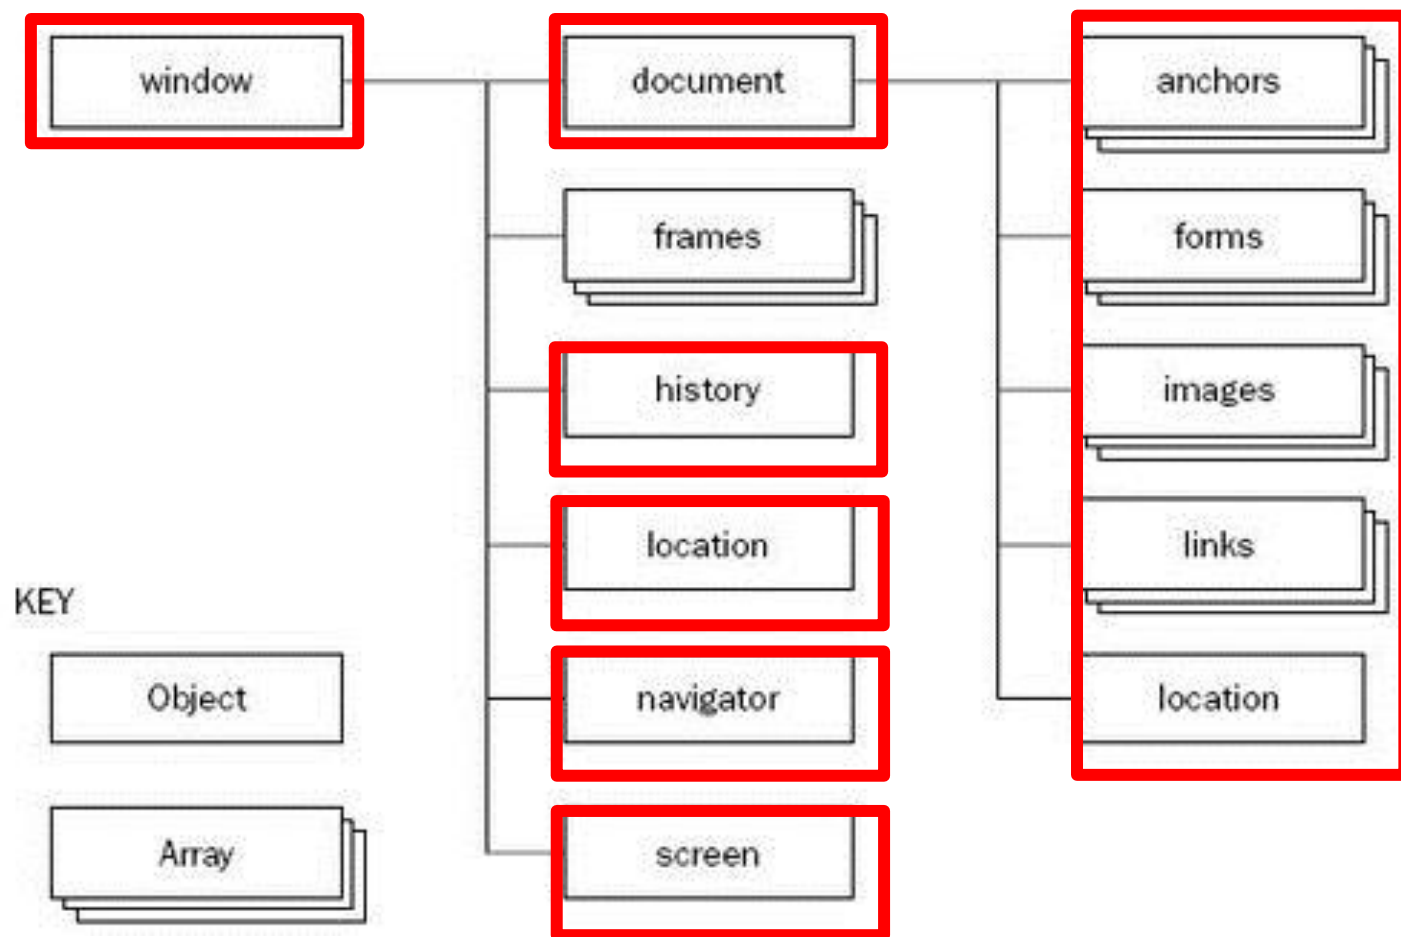 window
document
anchors
frames
forms
history
images
location
links
KEY
Object
navigator
location
Array
screen